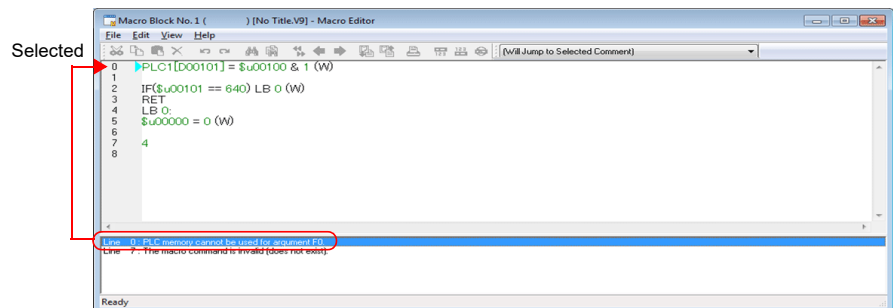 Macro Block No. 1 ( ) [No Title.V9] - Macro Editor
File Edit View Help
(Will Jump to Selected Comment)
Selected
0 PLC1[D00101] = $u00100 & 1 (W)
1
2 IF($u00101 == 640) LB 0 (W)
3 RET
4 LB 0:
5 $u00000 = 0 (W)
6
7 4
8
Line 0 : PLC memory cannot be used for argument F0.
Line 7 : The macro command is invalid (does not exist).
Ready